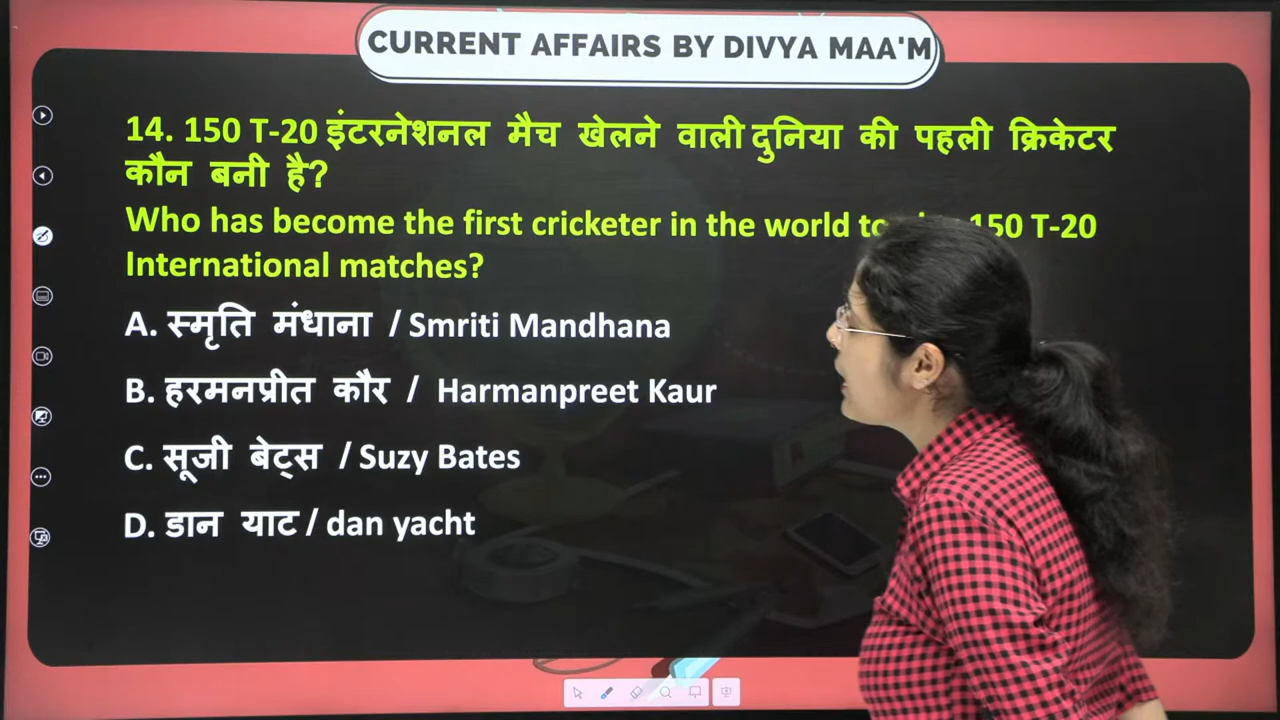 CURRENT AFFAIRS BY DIVYA MAA'M
14. 150 T-20 इंटरनेशनल मैच खेलने वाली दुनिया की पहली क्रिकेटर
कौन बनी है?
Who has become the first cricketer in the world 150 T-20
International matches?
A. स्मृति मंधाना / Smriti Mandhana
B. हरमनप्रीत कौर / Harmanpreet Kaur
C. सूजी बेट्स / Suzy Bates
D. डान याट / dan yacht